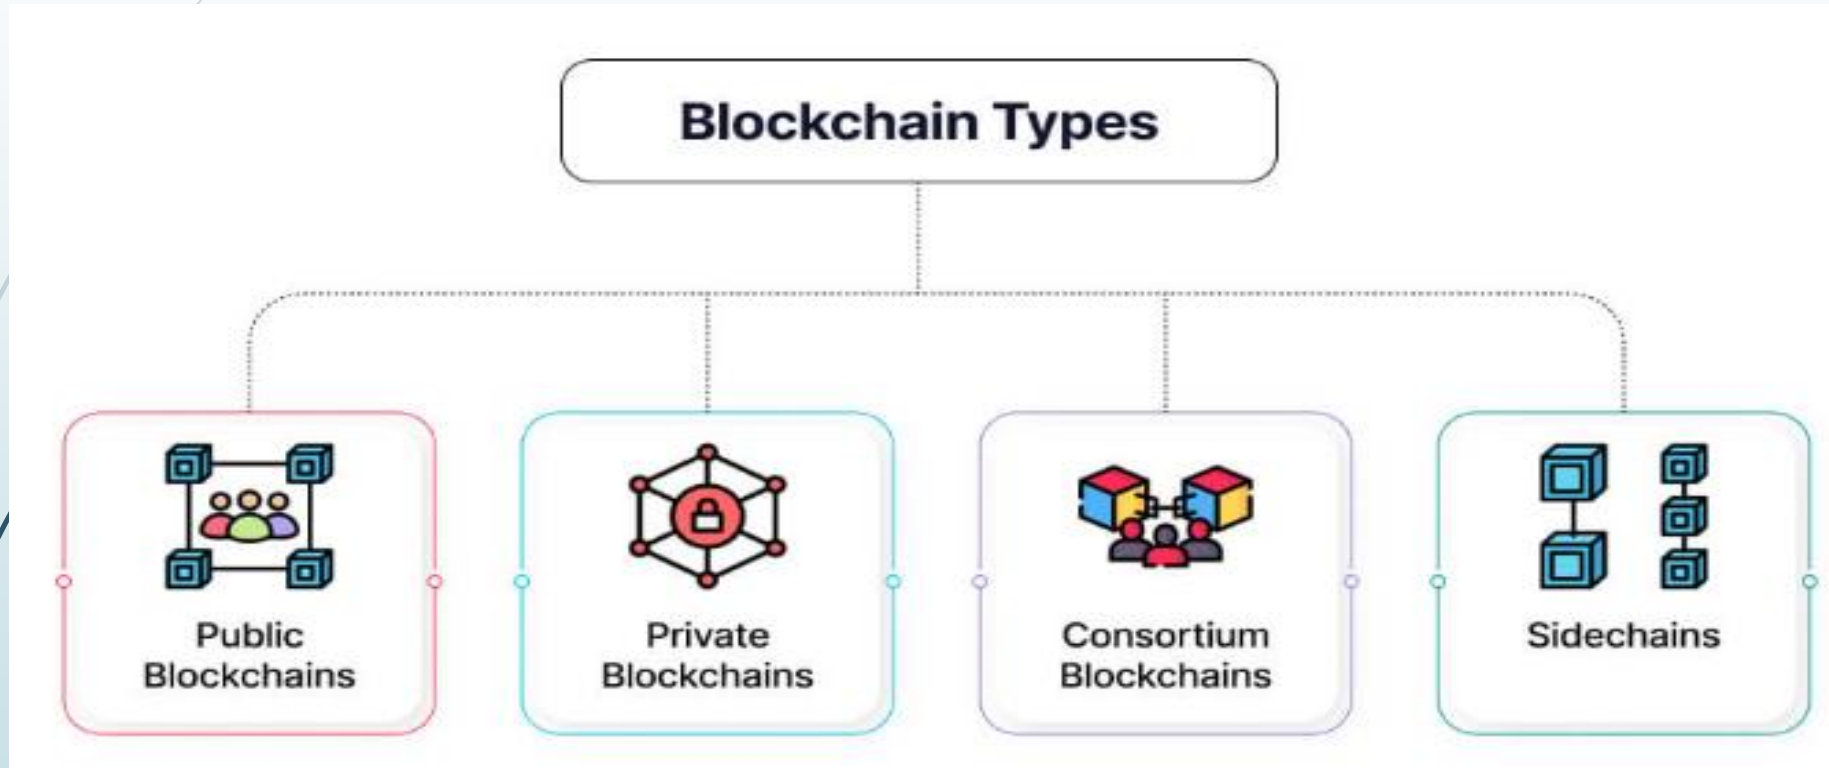 Blockchain Types
Public
Blockchains
Private
Blockchains
Consortium
Blockchains
Sidechains